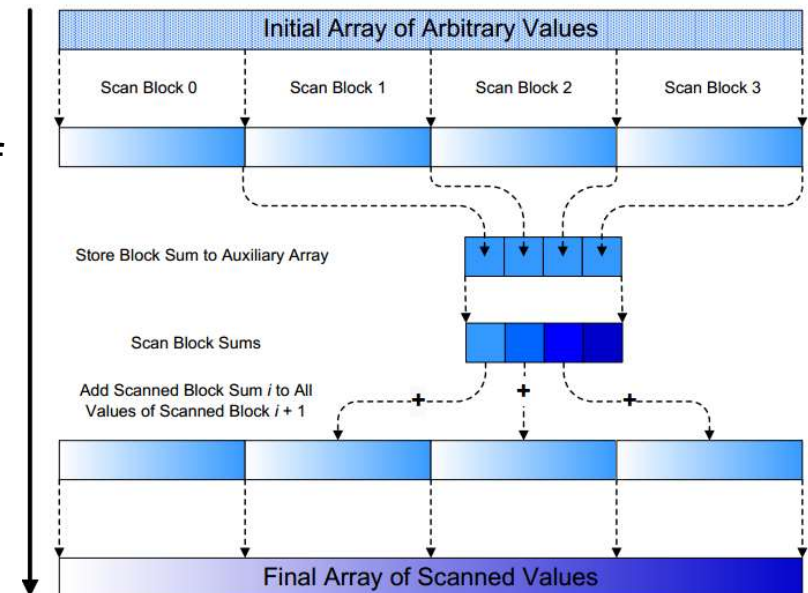 Initial Array of Arbitrary Values
Scan Block 0
Scan Block 1
Scan Block 2
Scan Block 3
Store Block Sum to Auxiliary Array
Scan Block Sums
Add Scanned Block Sum i to All
Values of Scanned Block i + 1
+
+
+
Final Array of Scanned Values